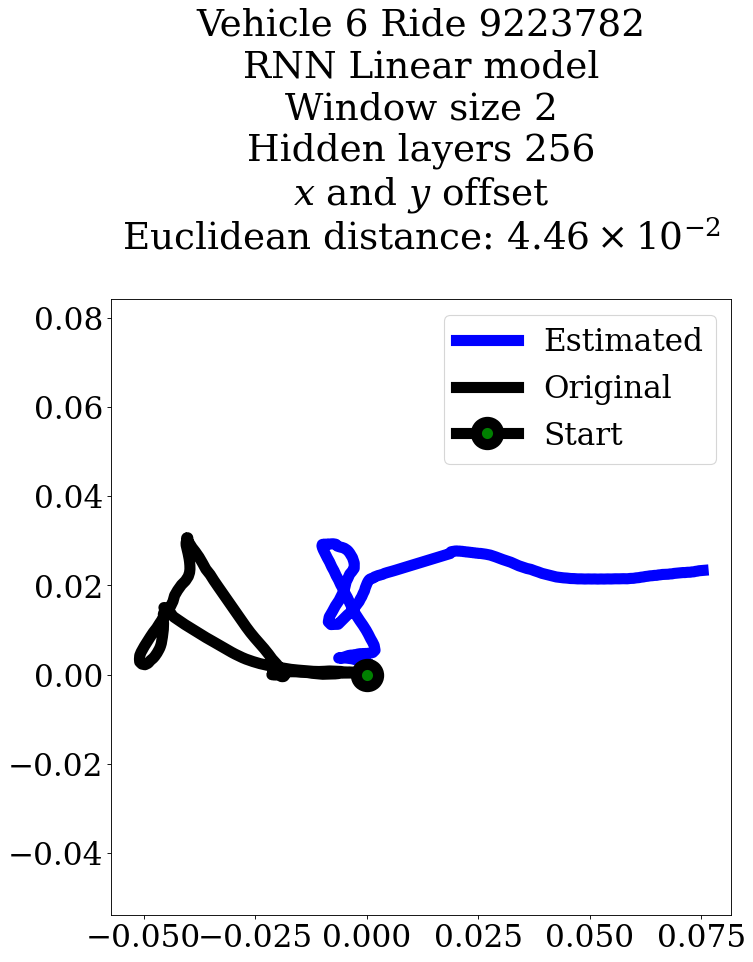 Vehicle 6 Ride 9223782
RNN Linear model
Window size 2
Hidden layers 256
x and y offset
Euclidean distance: 4.46 × 10⁻²
Estimated
Original
Start
0.08
0.06
0.04
0.02
0.00
−0.02
−0.04
−0.050 −0.025 0.000 0.025 0.050 0.075